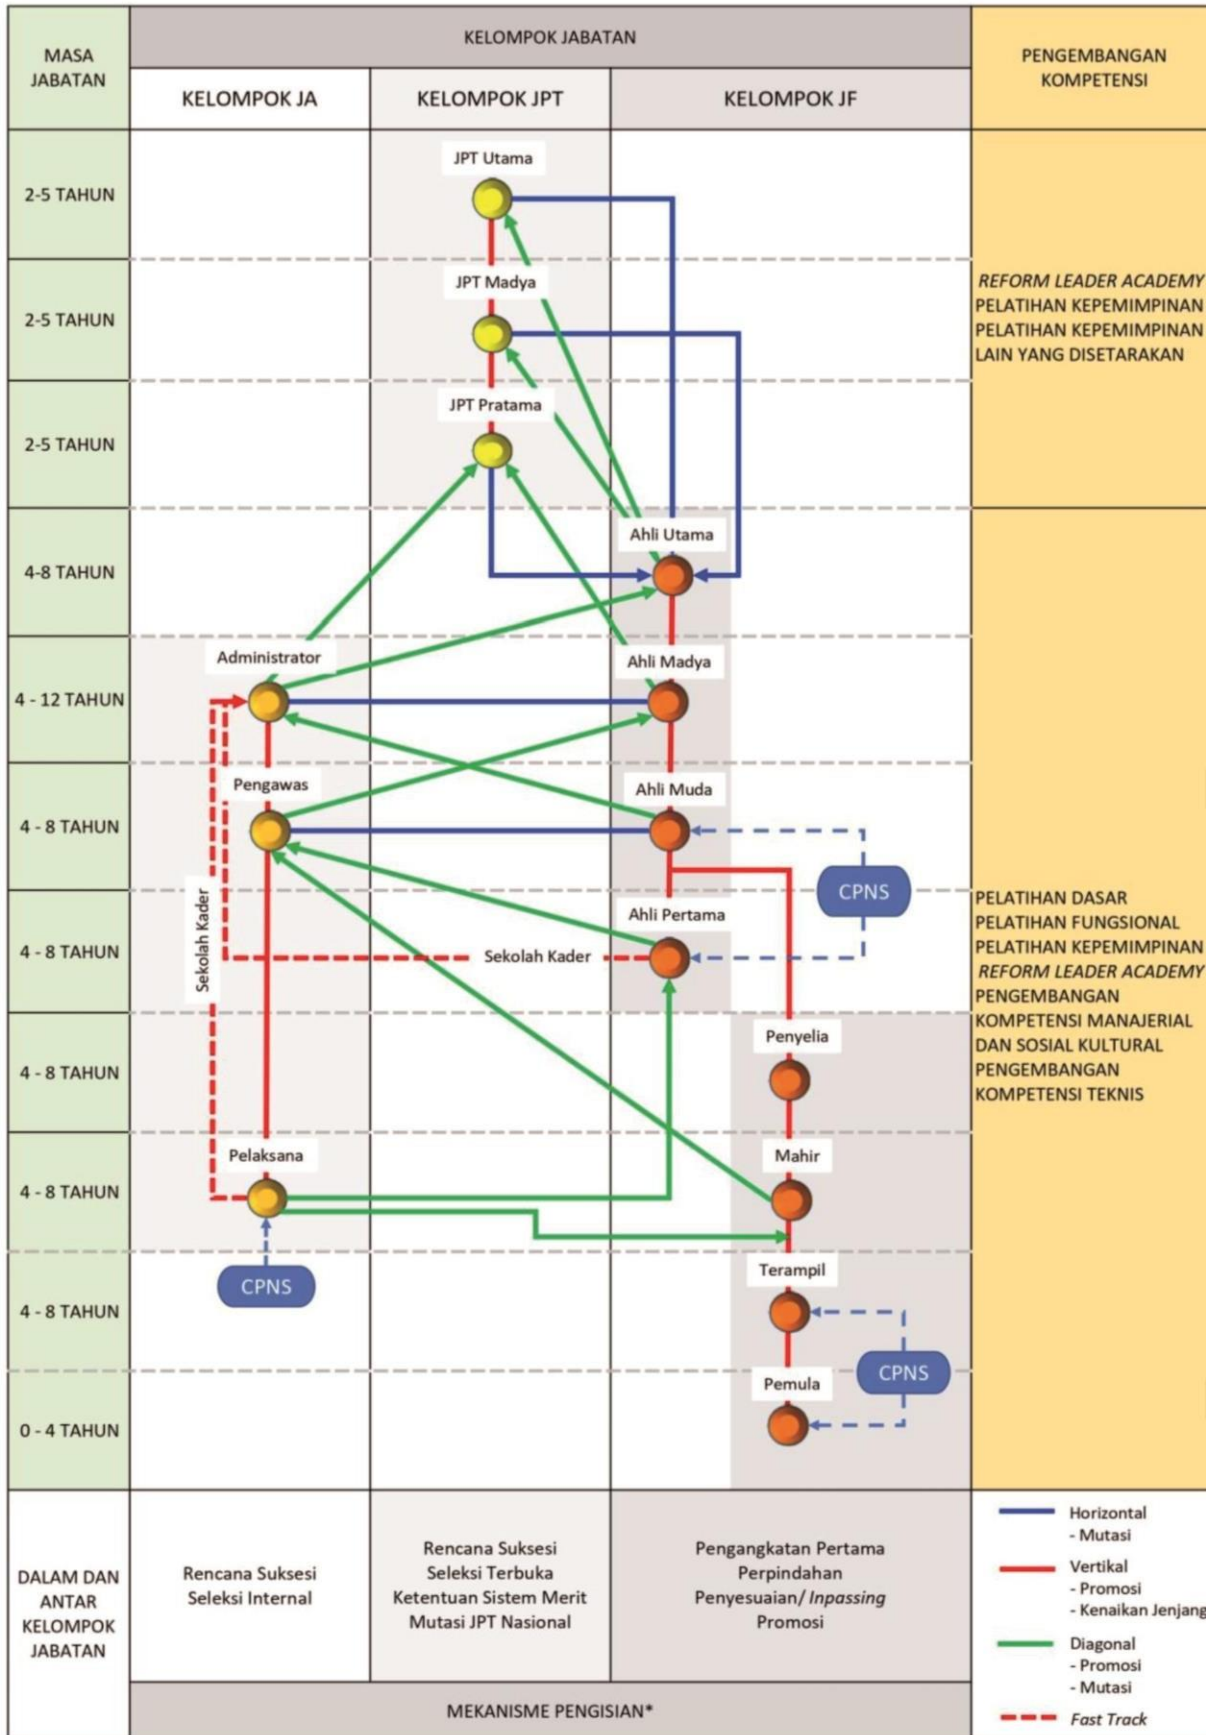 MASA
JABATAN
KELOMPOK JABATAN
PENGEMBANGAN
KOMPETENSI
KELOMPOK JA
KELOMPOK JPT
KELOMPOK JF
2-5 TAHUN
JPT Utama
2-5 TAHUN
JPT Madya
REFORM LEADER ACADEMY
PELATIHAN KEPEMIMPINAN
PELATIHAN KEPEMIMPINAN
LAIN YANG DISETARAKAN
2-5 TAHUN
JPT Pratama
4-8 TAHUN
Ahli Utama
4 - 12 TAHUN
Administrator
Ahli Madya
4 - 8 TAHUN
Pengawas
Ahli Muda
CPNS
4 - 8 TAHUN
Sekolah Kader
Sekolah Kader
Ahli Pertama
PELATIHAN DASAR
PELATIHAN FUNGSIONAL
PELATIHAN KEPEMIMPINAN
REFORM LEADER ACADEMY
PENGEMBANGAN
KOMPETENSI MANAJERIAL
DAN SOSIAL KULTURAL
PENGEMBANGAN
KOMPETENSI TEKNIS
4 - 8 TAHUN
Penyelia
4 - 8 TAHUN
Pelaksana
Mahir
4 - 8 TAHUN
CPNS
Terampil
CPNS
0 - 4 TAHUN
Pemula
DALAM DAN
ANTAR
KELOMPOK
JABATAN
Rencana Suksesi
Seleksi Internal
Rencana Suksesi
Seleksi Terbuka
Ketentuan Sistem Merit
Mutasi JPT Nasional
Pengangkatan Pertama
Perpindahan
Penyesuaian/ Inpassing
Promosi
MEKANISME PENGISIAN*
Horizontal
- Mutasi
Vertikal
- Promosi
- Kenaikan Jenjang
Diagonal
- Promosi
- Mutasi
Fast Track